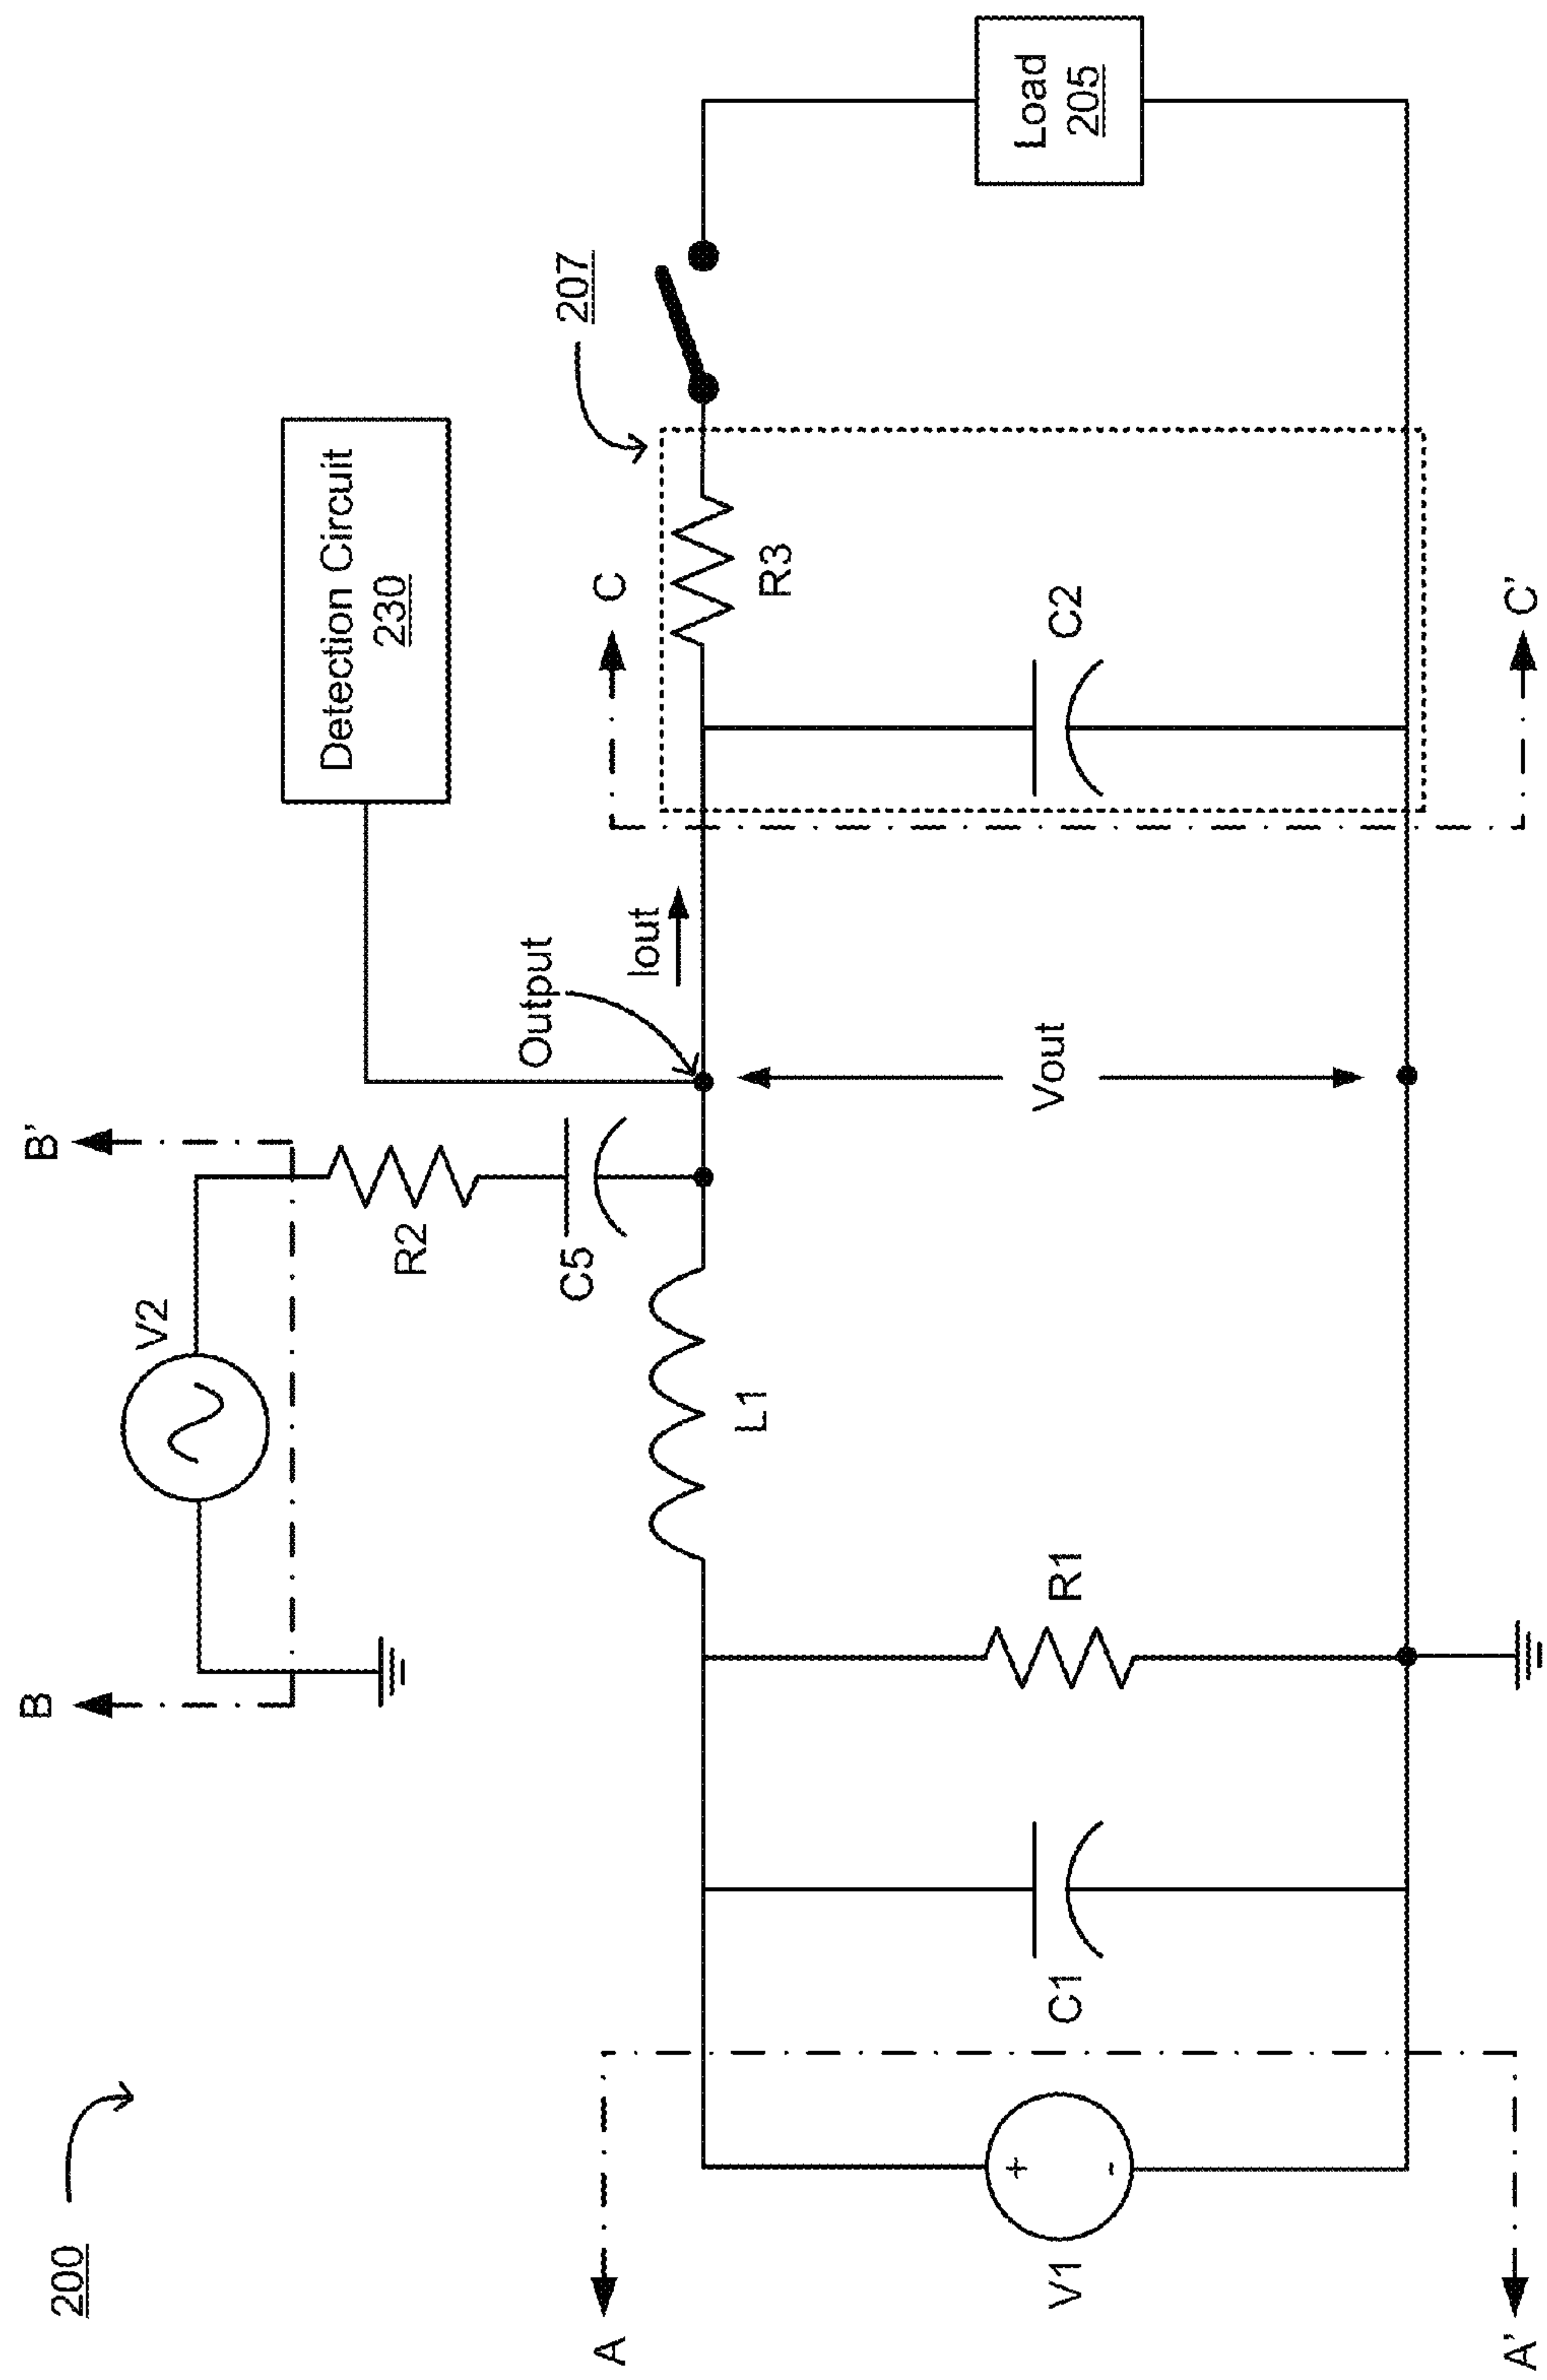 200
A
A'
V1
+
-
C1
R1
B
B'
V2
R2
C5
L1
Output
Iout
Vout
Detection Circuit
230
C
C'
207
R3
C2
Load
205